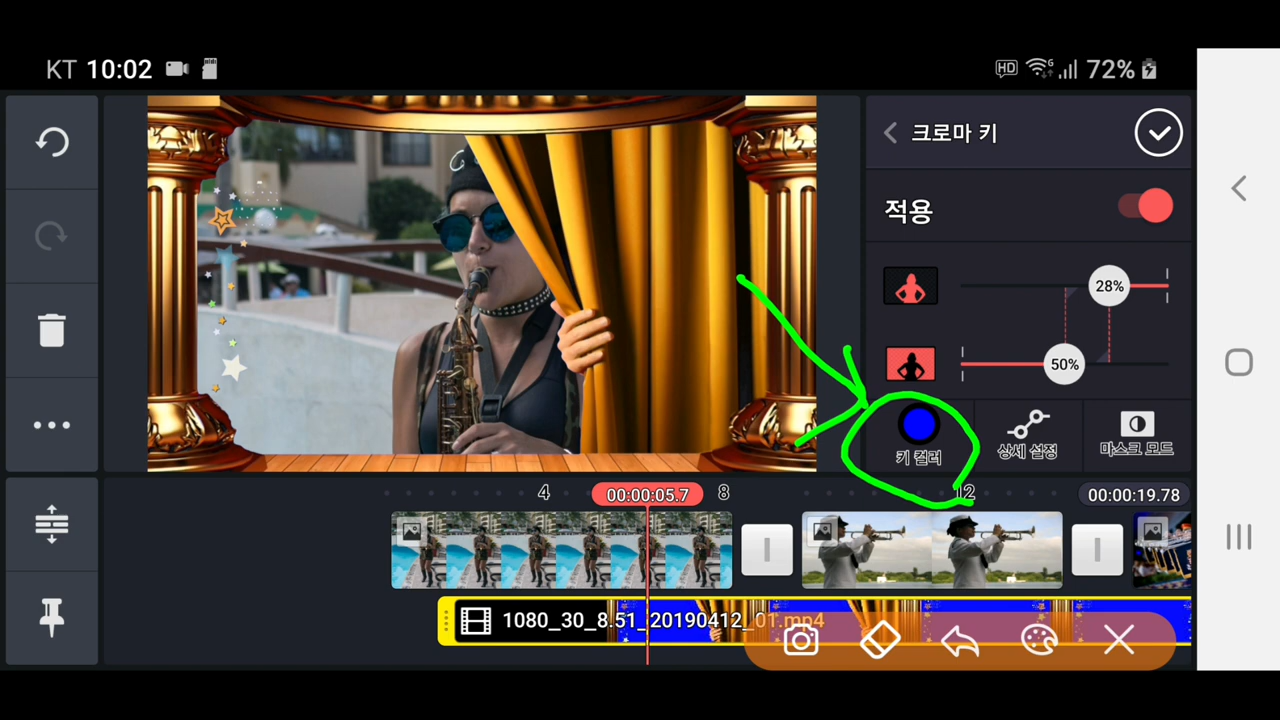 KT 10:02
HD 6 72%
크로마 키
적용
28%
50%
키 컬러
상세 설정
마스크 모드
4
00:00:05.7
8
12
00:00:19.78
1080_30_8.51_20190412_01.mp4